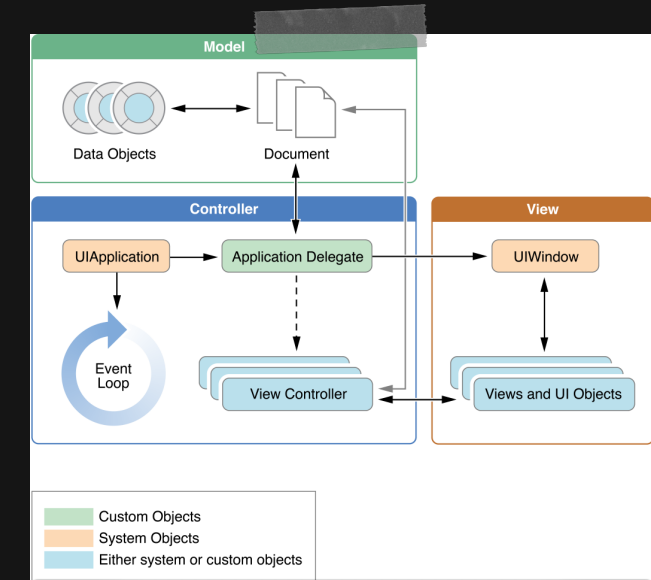 Model
Data Objects
Document
Controller
View
UIApplication
Application Delegate
UIWindow
Event
Loop
View Controller
Views and UI Objects
Custom Objects
System Objects
Either system or custom objects